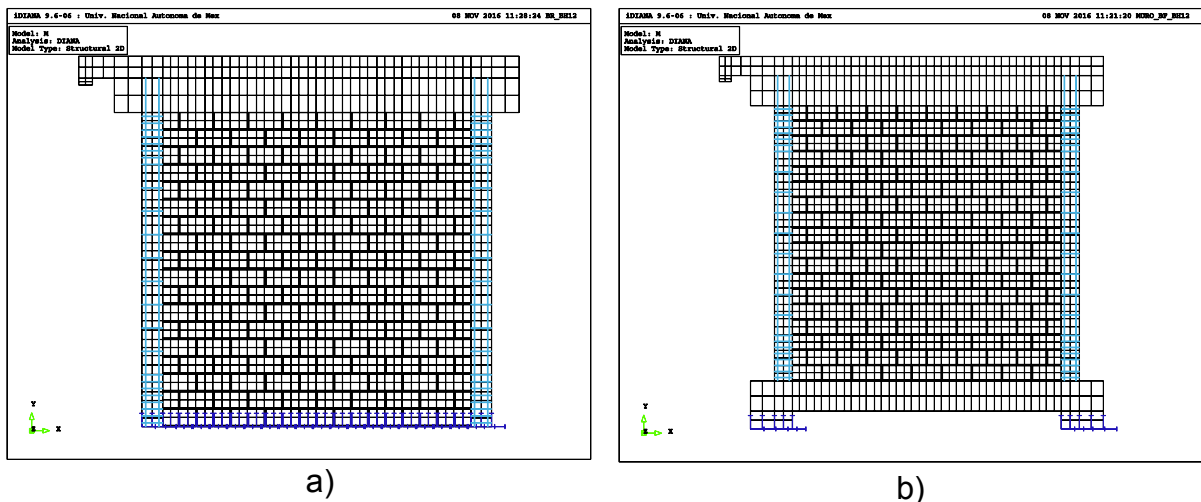 iDIANA 9.6-06 : Univ. Nacional Autonoma de Mex 08 NOV 2016 11:28:24 BR_BH12
Model: M
Analysis: DIANA
Model Type: Structural 2D
Y
Z X
a)
iDIANA 9.6-06 : Univ. Nacional Autonoma de Mex 08 NOV 2016 11:21:20 MURO_BF_BH12
Model: M
Analysis: DIANA
Model Type: Structural 2D
Y
Z X
b)